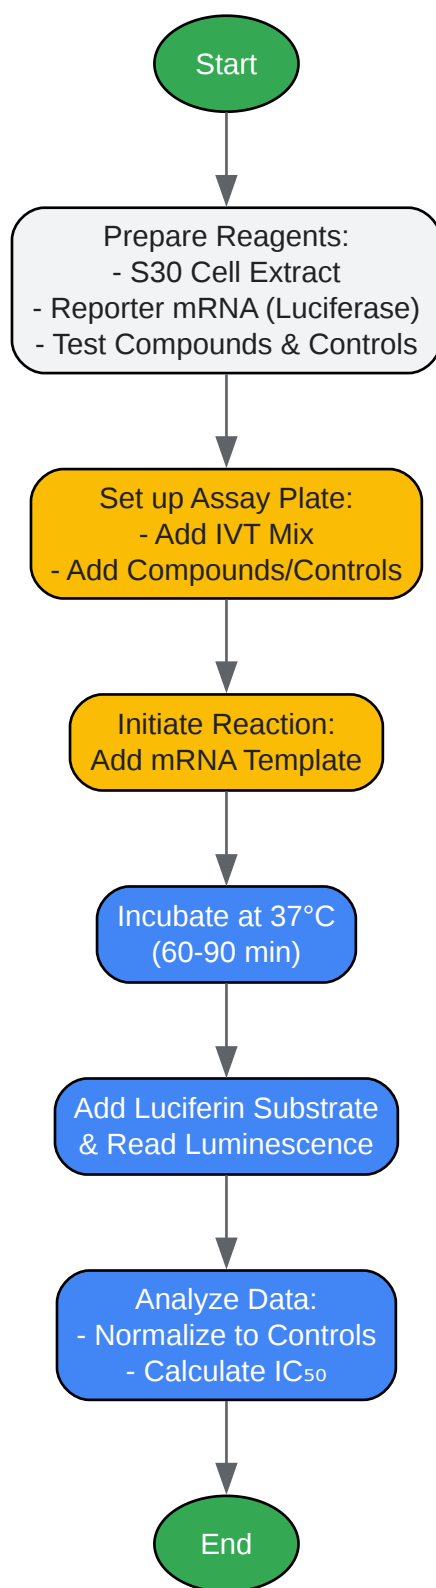 Start
Prepare Reagents:
- S30 Cell Extract
- Reporter mRNA (Luciferase)
- Test Compounds & Controls
Set up Assay Plate:
- Add IVT Mix
- Add Compounds/Controls
Initiate Reaction:
Add mRNA Template
Incubate at 37°C
(60-90 min)
Add Luciferin Substrate
& Read Luminescence
Analyze Data:
- Normalize to Controls
- Calculate IC₅₀
End